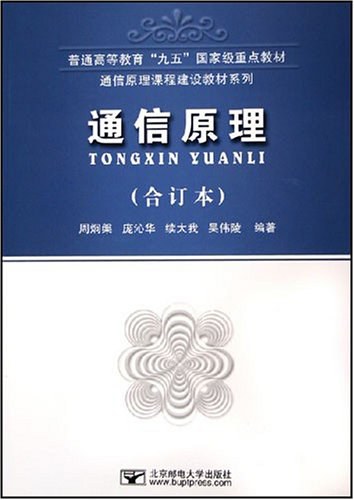 普通高等教育“九五”国家级重点教材
通信原理课程建设教材系列
通信原理
TONGXIN YUANLI
(合订本)
周炯槃 庞沁华 续大我 吴伟陵 编著
北京邮电大学出版社
www.buptpress.com